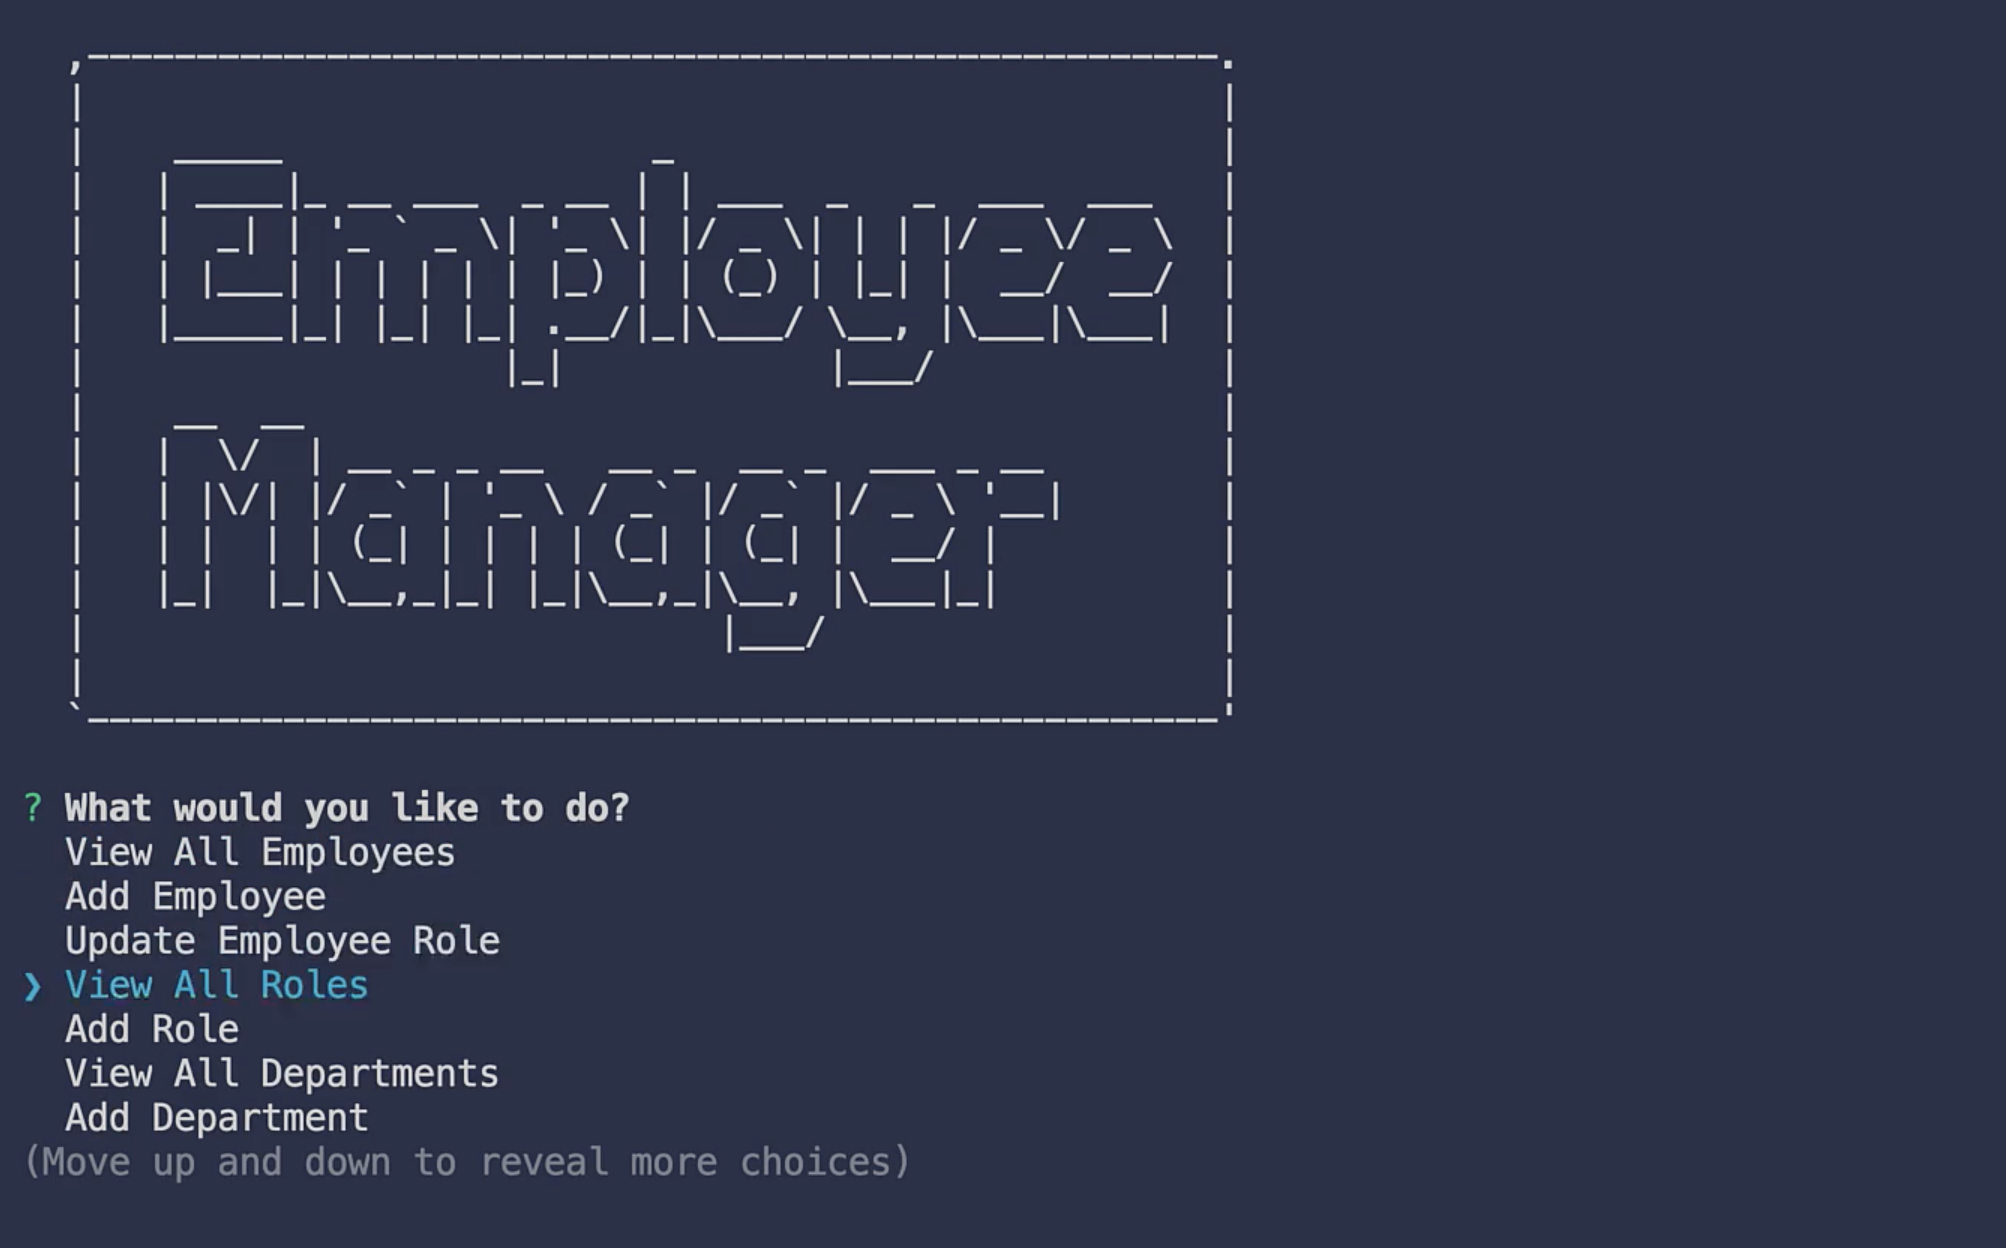 Employee
Manager
? What would you like to do?
View All Employees
Add Employee
Update Employee Role
❯ View All Roles
Add Role
View All Departments
Add Department
(Move up and down to reveal more choices)